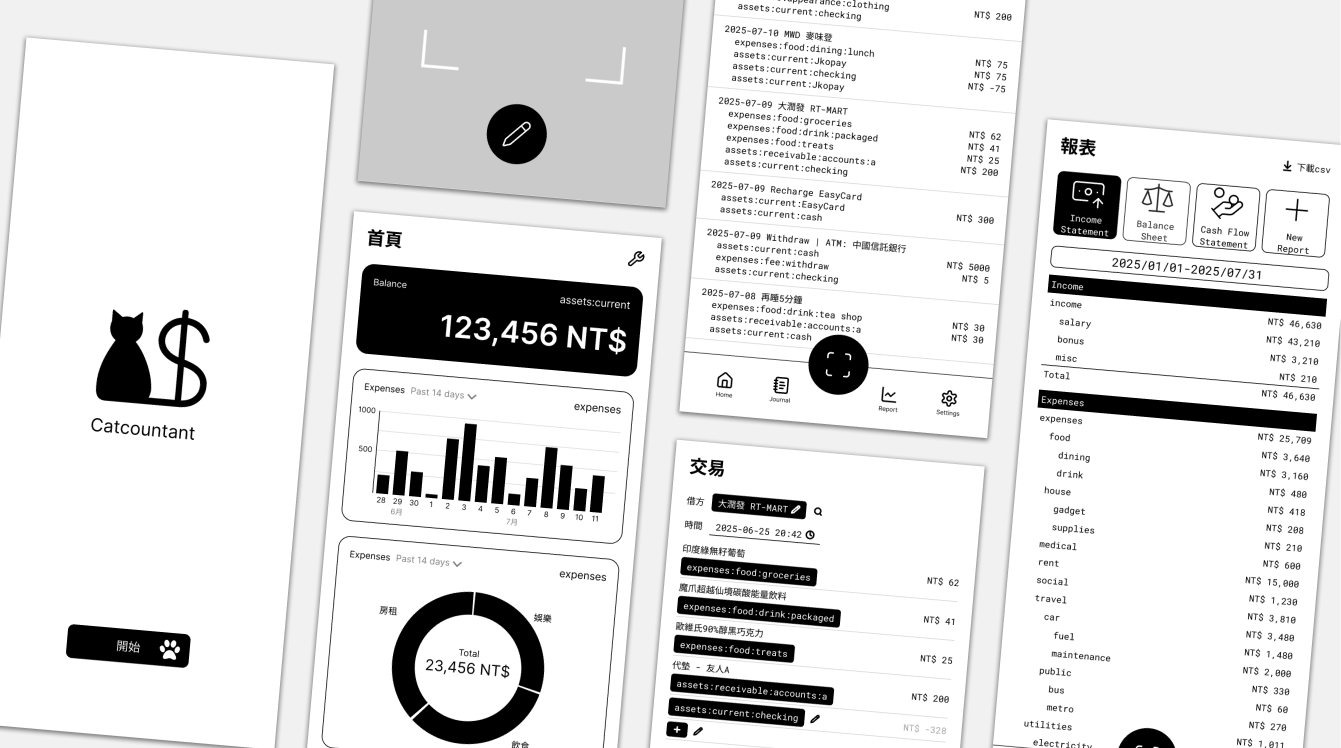 Catcountant
開始
首頁
Balance
assets:current
123,456 NT$
Expenses Past 14 days
expenses
1000
500
28 29 30 1 2 3 4 5 6 7 8 9 10 11
6月 7月
Expenses Past 14 days
expenses
房租
娛樂
Total
23,456 NT$
飲食
assets:current:checking NT$ 200
2025-07-10 MWD 麥味登
expenses:food:dining:lunch NT$ 75
assets:current:Jkopay NT$ 75
assets:current:checking NT$ -75
assets:current:Jkopay
2025-07-09 大潤發 RT-MART
expenses:food:groceries NT$ 62
expenses:food:drink:packaged NT$ 41
expenses:food:treats NT$ 25
assets:receivable:accounts:a NT$ 200
assets:current:checking
2025-07-09 Recharge EasyCard
assets:current:EasyCard NT$ 300
assets:current:cash
2025-07-09 Withdraw | ATM: 中國信託銀行
assets:current:cash NT$ 5000
expenses:fee:withdraw NT$ 5
assets:current:checking
2025-07-08 再睡5分鐘
expenses:food:drink:tea shop NT$ 30
assets:receivable:accounts:a NT$ 30
assets:current:cash
Home
Journal
Report
Settings
交易
借方 大潤發 RT-MART
時間 2025-06-25 20:42
印度綠無籽葡萄
expenses:food:groceries NT$ 62
魔爪超越仙境碳酸能量飲料
expenses:food:drink:packaged NT$ 41
歐維氏90%醇黑巧克力
expenses:food:treats NT$ 25
代墊 - 友人A
assets:receivable:accounts:a NT$ 200
assets:current:checking NT$ -328
+
報表
下載csv
Income Statement
Balance Sheet
Cash Flow Statement
New Report
2025/01/01-2025/07/31
Income
income NT$ 46,630
salary NT$ 43,210
bonus NT$ 3,210
misc NT$ 210
Total NT$ 46,630
Expenses
expenses NT$ 25,709
food NT$ 3,640
dining NT$ 3,160
drink NT$ 480
house NT$ 418
gadget NT$ 208
supplies NT$ 210
medical NT$ 600
rent NT$ 15,000
social NT$ 1,230
travel NT$ 3,810
car NT$ 3,480
fuel NT$ 1,480
maintenance NT$ 2,000
public NT$ 330
bus NT$ 60
metro NT$ 270
utilities NT$ 1,011
electricity